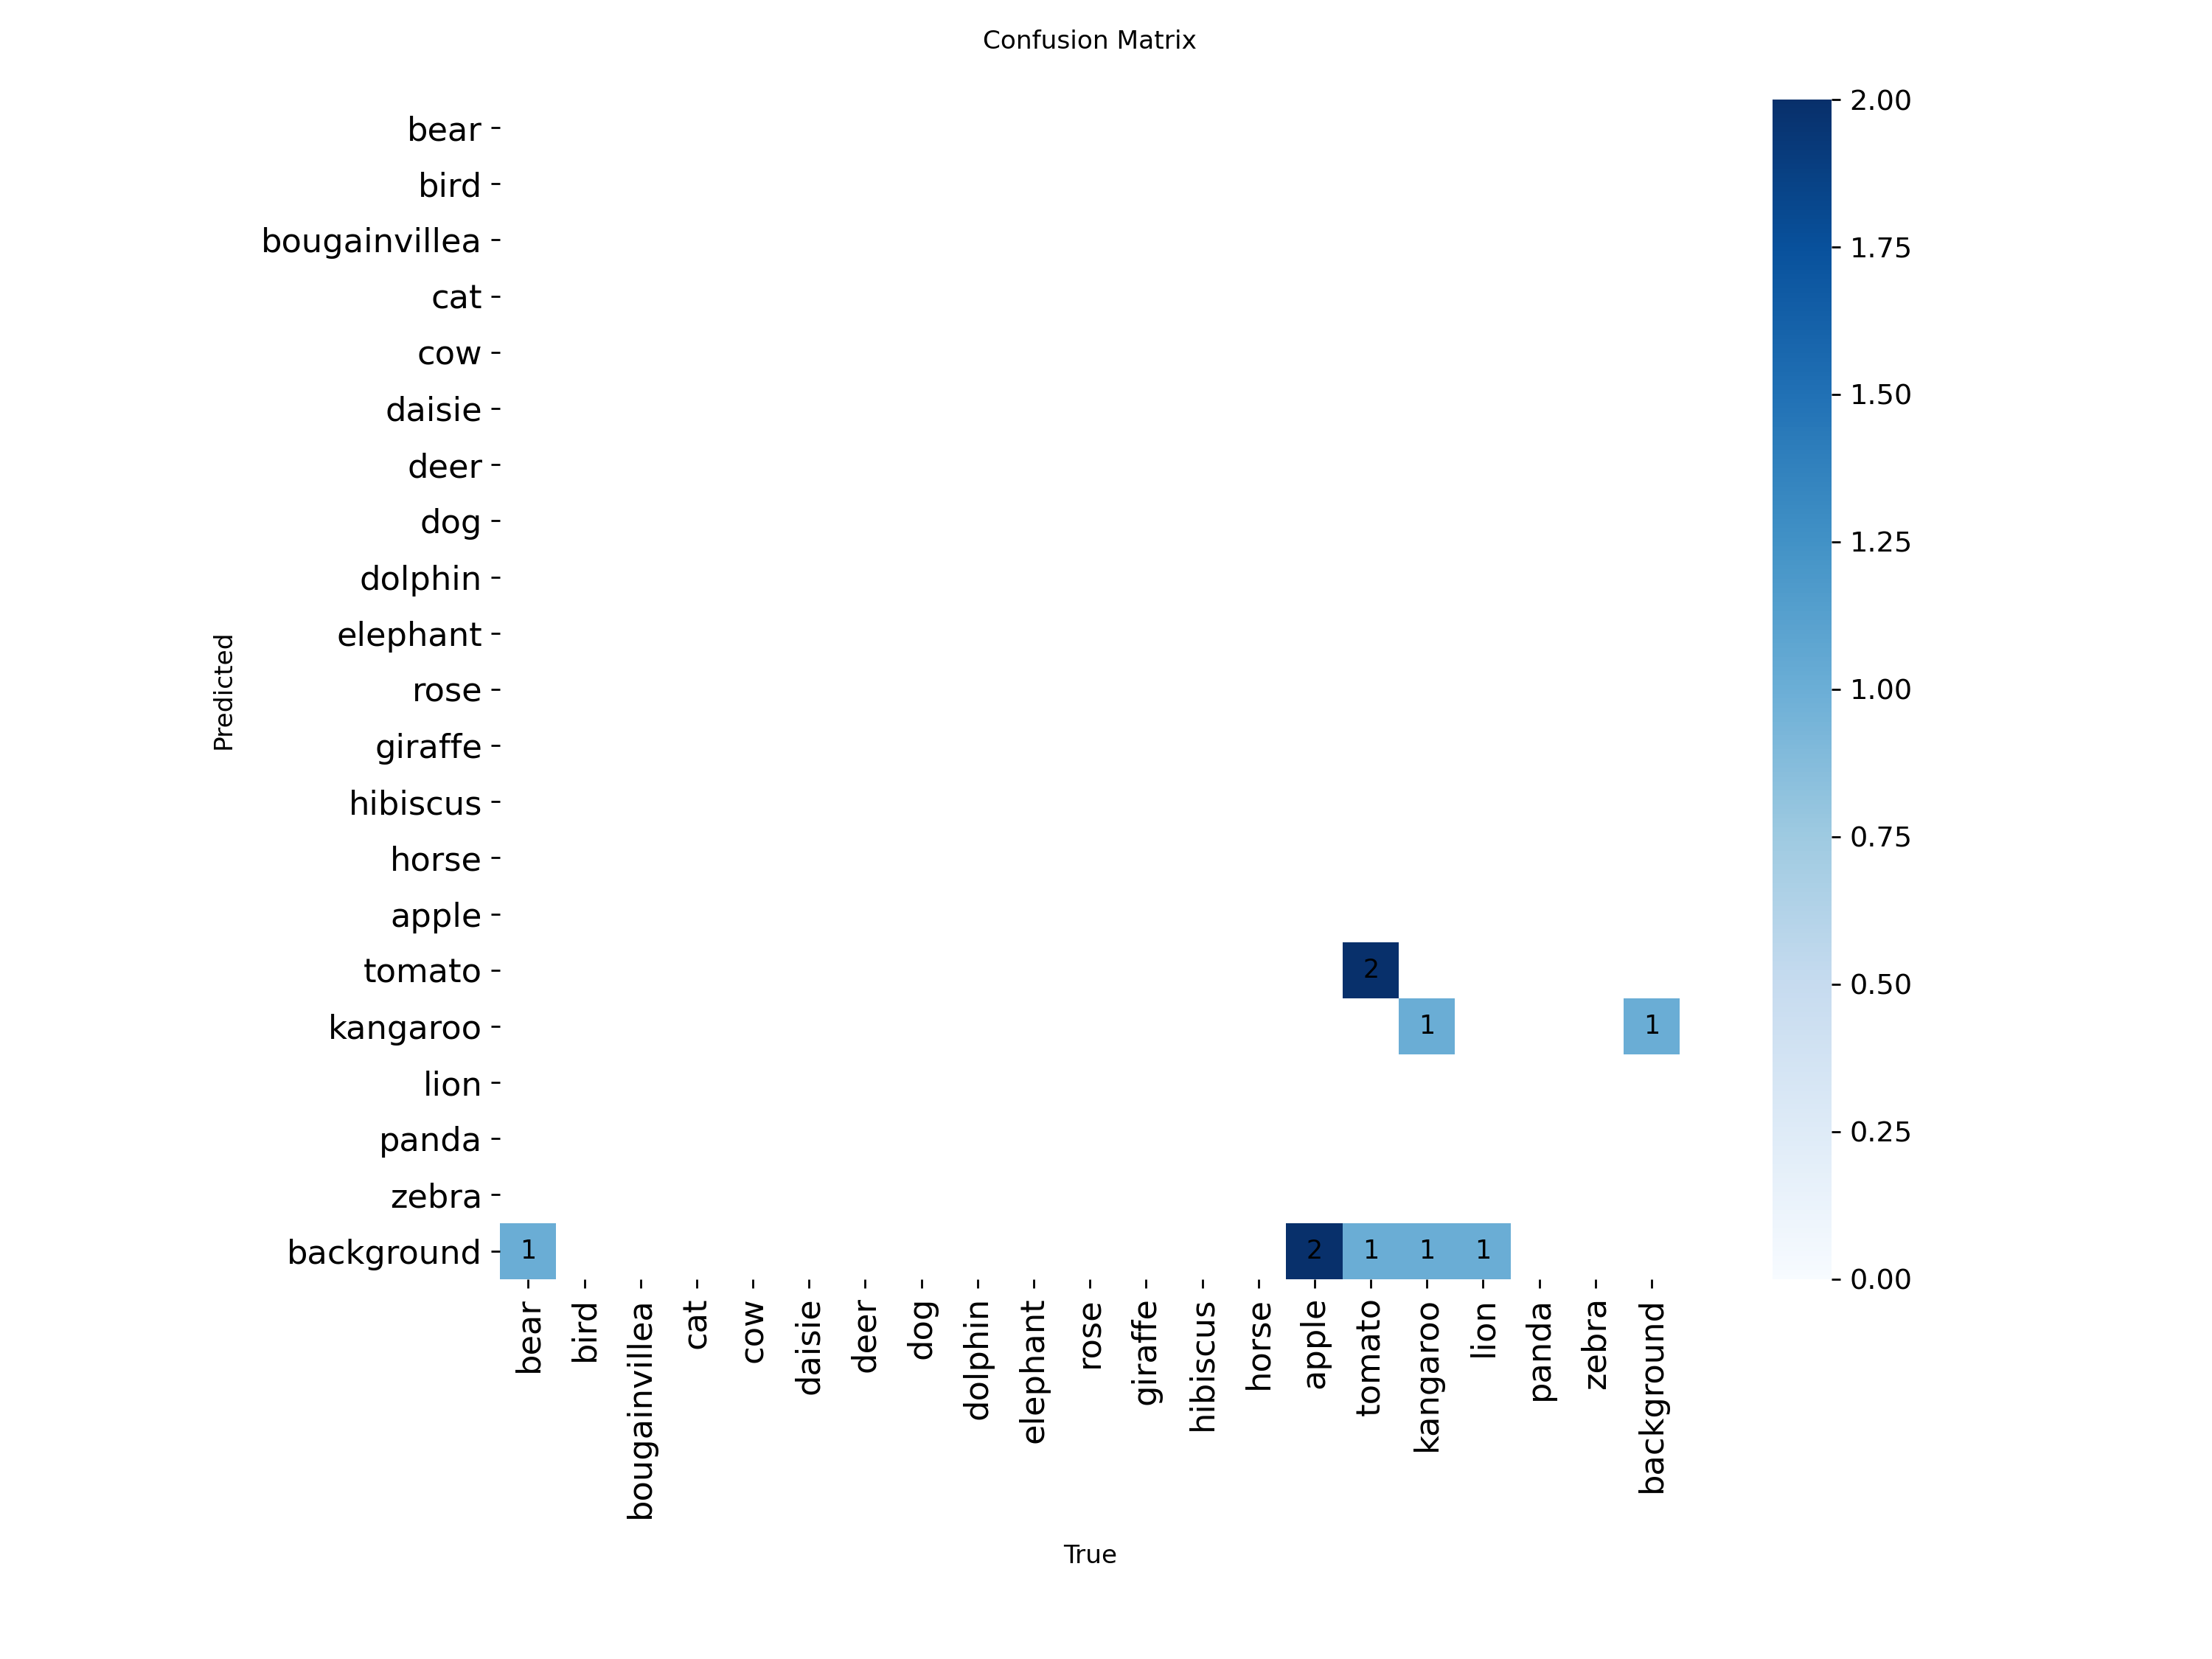 Confusion Matrix
bear
bird
bougainvillea
cat
cow
daisie
deer
dog
dolphin
elephant
rose
giraffe
hibiscus
horse
apple
tomato
kangaroo
lion
panda
zebra
background
Predicted
2
1 1
1 2 1 1 1
bear
bird
bougainvillea
cat
cow
daisie
deer
dog
dolphin
elephant
rose
giraffe
hibiscus
horse
apple
tomato
kangaroo
lion
panda
zebra
background
True
2.00
1.75
1.50
1.25
1.00
0.75
0.50
0.25
0.00